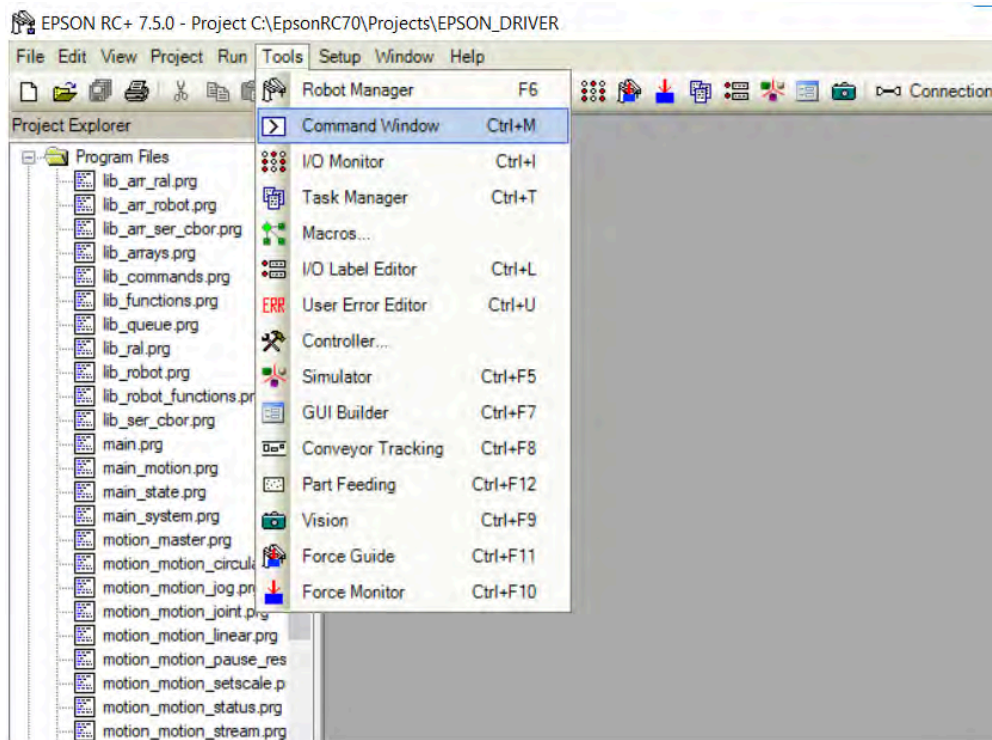 EPSON RC+ 7.5.0 - Project C:\EpsonRC70\Projects\EPSON_DRIVER
File Edit View Project Run Tools Setup Window Help
Connection
Project Explorer
Program Files
lib_arr_ral.prg
lib_arr_robot.prg
lib_arr_ser_cbor.prg
lib_arrays.prg
lib_commands.prg
lib_functions.prg
lib_queue.prg
lib_ral.prg
lib_robot.prg
lib_robot_functions.pr
lib_ser_cbor.prg
main.prg
main_motion.prg
main_state.prg
main_system.prg
motion_master.prg
motion_motion_circula
motion_motion_jog.pr
motion_motion_joint.prg
motion_motion_linear.prg
motion_motion_pause_res
motion_motion_setscale.p
motion_motion_status.prg
motion_motion_stream.prg
Robot Manager F6
Command Window Ctrl+M
I/O Monitor Ctrl+I
Task Manager Ctrl+T
Macros...
I/O Label Editor Ctrl+L
ERR User Error Editor Ctrl+U
Controller...
Simulator Ctrl+F5
GUI Builder Ctrl+F7
Conveyor Tracking Ctrl+F8
Part Feeding Ctrl+F12
Vision Ctrl+F9
Force Guide Ctrl+F11
Force Monitor Ctrl+F10